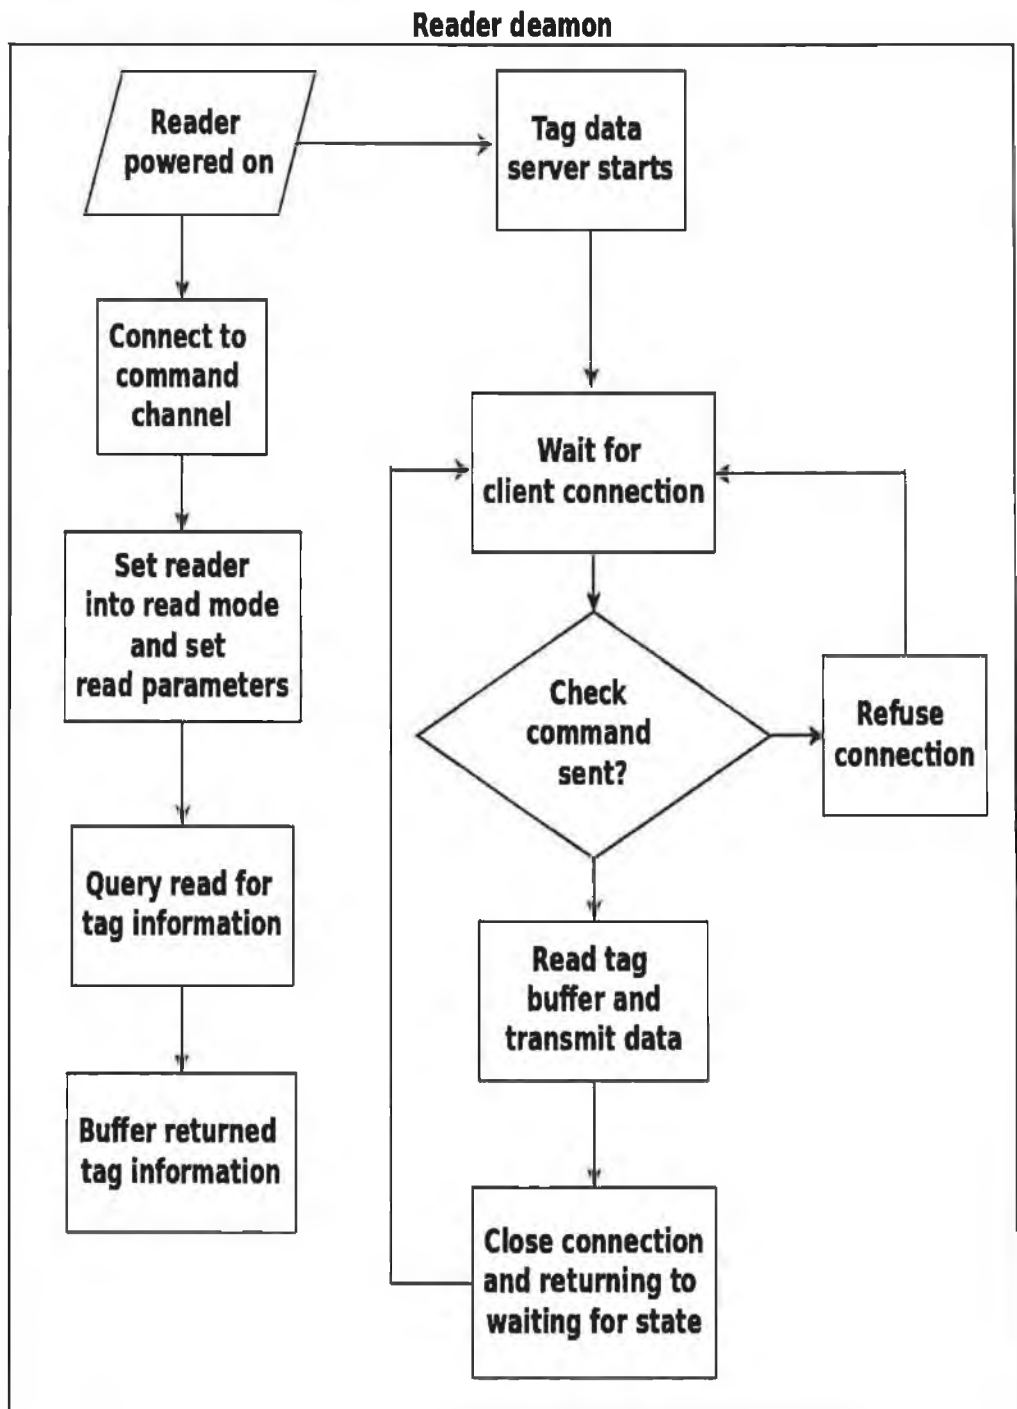 Reader deamon
Reader
powered on
Tag data
server starts
Connect to
command
channel
Wait for
client connection
Set reader
into read mode
and set
read parameters
Check
command
sent?
Refuse
connection
Query read for
tag information
Read tag
buffer and
transmit data
Buffer returned
tag information
Close connection
and returning to
waiting for state